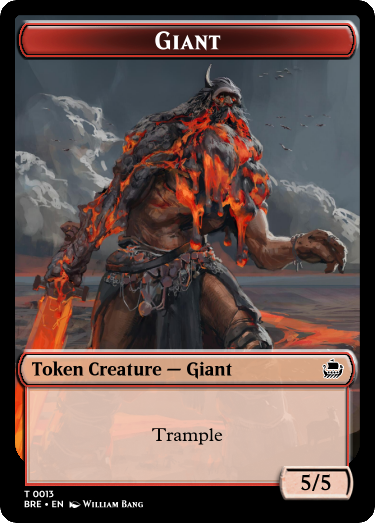 Giant
Token Creature — Giant
Trample
5/5
T 0013
BRE • EN William Bang